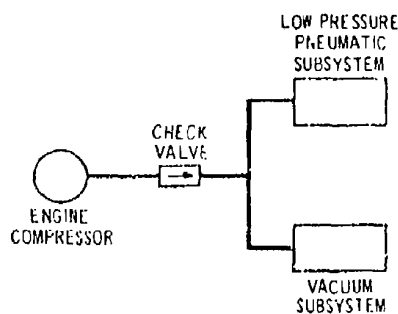 LOW PRESSURE
PNEUMATIC
SUBSYSTEM
CHECK
VALVE
ENGINE
COMPRESSOR
VACUUM
SUBSYSTEM